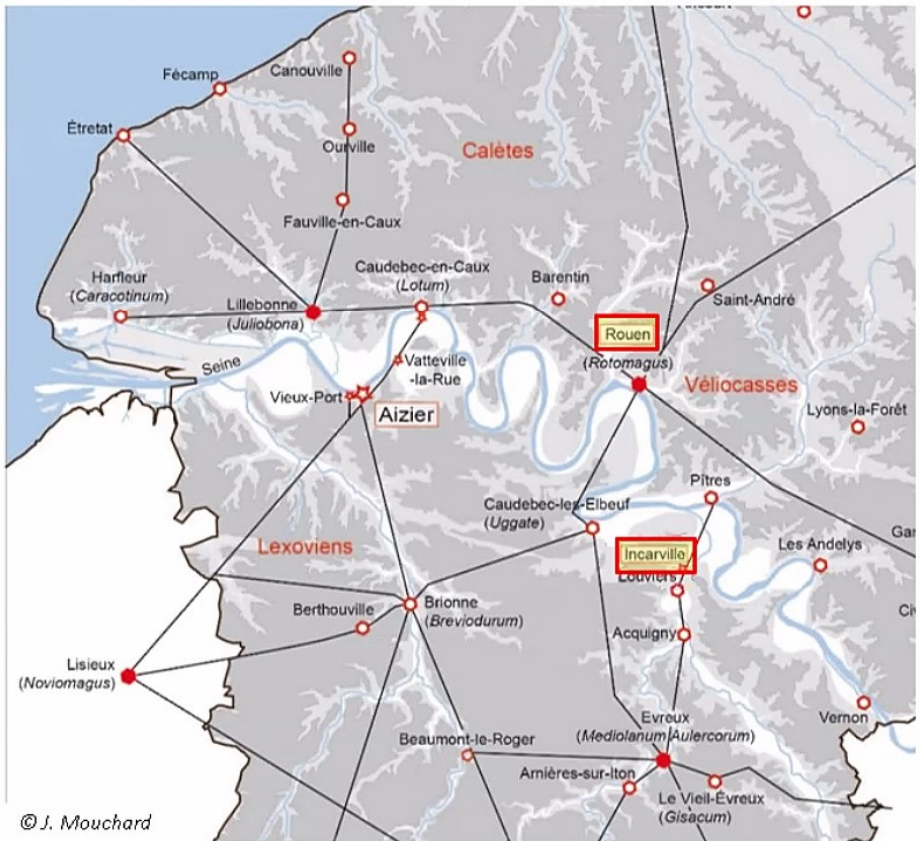 Canouville
Fécamp
Étretat
Ourville
Calètes
Fauville-en-Caux
Caudebec-en-Caux
(Lotum)
Harfleur
(Caracotinum)
Lillebonne
(Juliobona)
Barentin
Saint-André
Rouen
(Rotomagus)
Seine
Vatteville
-la-Rue
Vieux-Port
Aizier
Véliocasses
Lyons-la-Forêt
Pîtres
Caudebec-les-Elbeuf
(Uggate)
Incarville
Louviers
Les Andelys
Lexoviens
Berthouville
Brionne
(Breviodurum)
Acquigny
Lisieux
(Noviomagus)
Evreux
(Mediolanum Aulercorum)
Vernon
Beaumont-le-Roger
Arnières-sur-Iton
Le Vieil-Évreux
(Gisacum)
© J. Mouchard